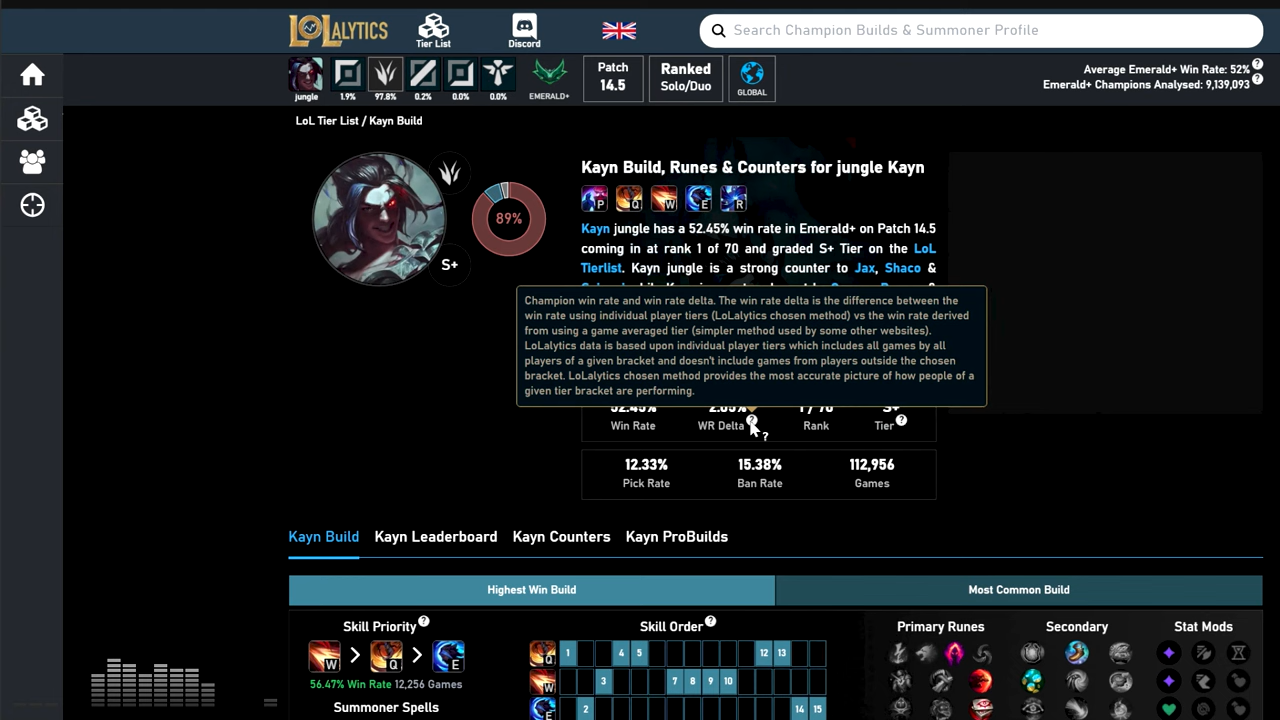 LOLALYTICS
Tier List
Discord
Search Champion Builds & Summoner Profile
jungle
1.9%
97.8%
0.2%
0.0%
0.0%
EMERALD+
Patch
14.5
Ranked
Solo/Duo
GLOBAL
Average Emerald+ Win Rate: 52% ?
Emerald+ Champions Analysed: 9,139,093 ?
LoL Tier List / Kayn Build
S+
89%
Kayn Build, Runes & Counters for jungle Kayn
P
Q
W
E
R
Kayn jungle has a 52.45% win rate in Emerald+ on Patch 14.5
coming in at rank 1 of 70 and graded S+ Tier on the LoL
Tierlist. Kayn jungle is a strong counter to Jax, Shaco &
Champion win rate and win rate delta. The win rate delta is the difference between the
win rate using individual player tiers (LoLalytics chosen method) vs the win rate derived
from using a game averaged tier (simpler method used by some other websites).
LoLalytics data is based upon individual player tiers which includes all games by all
players of a given bracket and doesn't include games from players outside the chosen
bracket. LoLalytics chosen method provides the most accurate picture of how people of a
given tier bracket are performing.
52.45%
1 / 70
S+
Win Rate
WR Delta ?
Rank
Tier ?
12.33%
15.38%
112,956
Pick Rate
Ban Rate
Games
Kayn Build
Kayn Leaderboard
Kayn Counters
Kayn ProBuilds
Highest Win Build
Most Common Build
Skill Priority ?
Skill Order ?
Primary Runes
Secondary
Stat Mods
W
Q
E
56.47% Win Rate 12,256 Games
Q
1
4
5
12
13
W
3
7
8
9
10
E
2
14
15
Summoner Spells